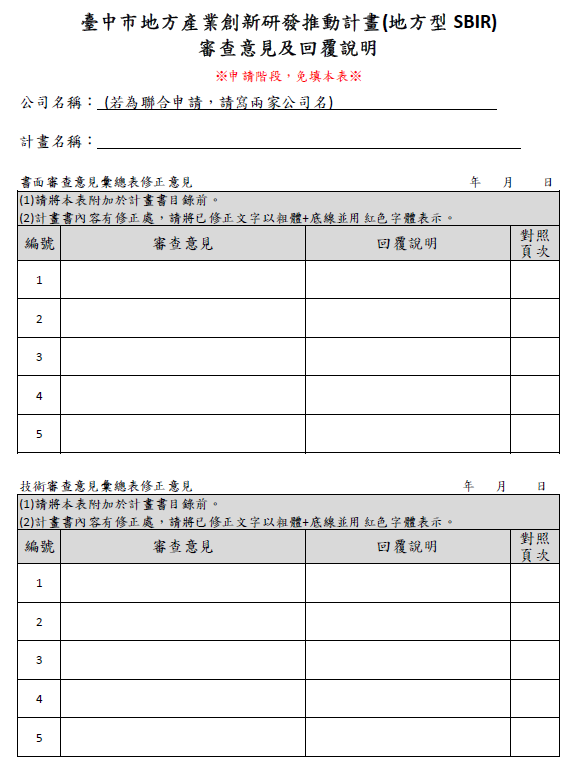 臺中市地方產業創新研發推動計畫(地方型 SBIR)
審查意見及回覆說明
※申請階段，免填本表※
公司名稱：(若為聯合申請，請寫兩家公司名)
計畫名稱：
書面審查意見彙總表修正意見 年 月 日
(1)請將本表附加於計畫書目錄前。
(2)計畫書內容有修正處，請將已修正文字以粗體+底線並用紅色字體表示。
編號 審查意見 回覆說明 對照頁次
1
2
3
4
5
技術審查意見彙總表修正意見 年 月 日
(1)請將本表附加於計畫書目錄前。
(2)計畫書內容有修正處，請將已修正文字以粗體+底線並用紅色字體表示。
編號 審查意見 回覆說明 對照頁次
1
2
3
4
5